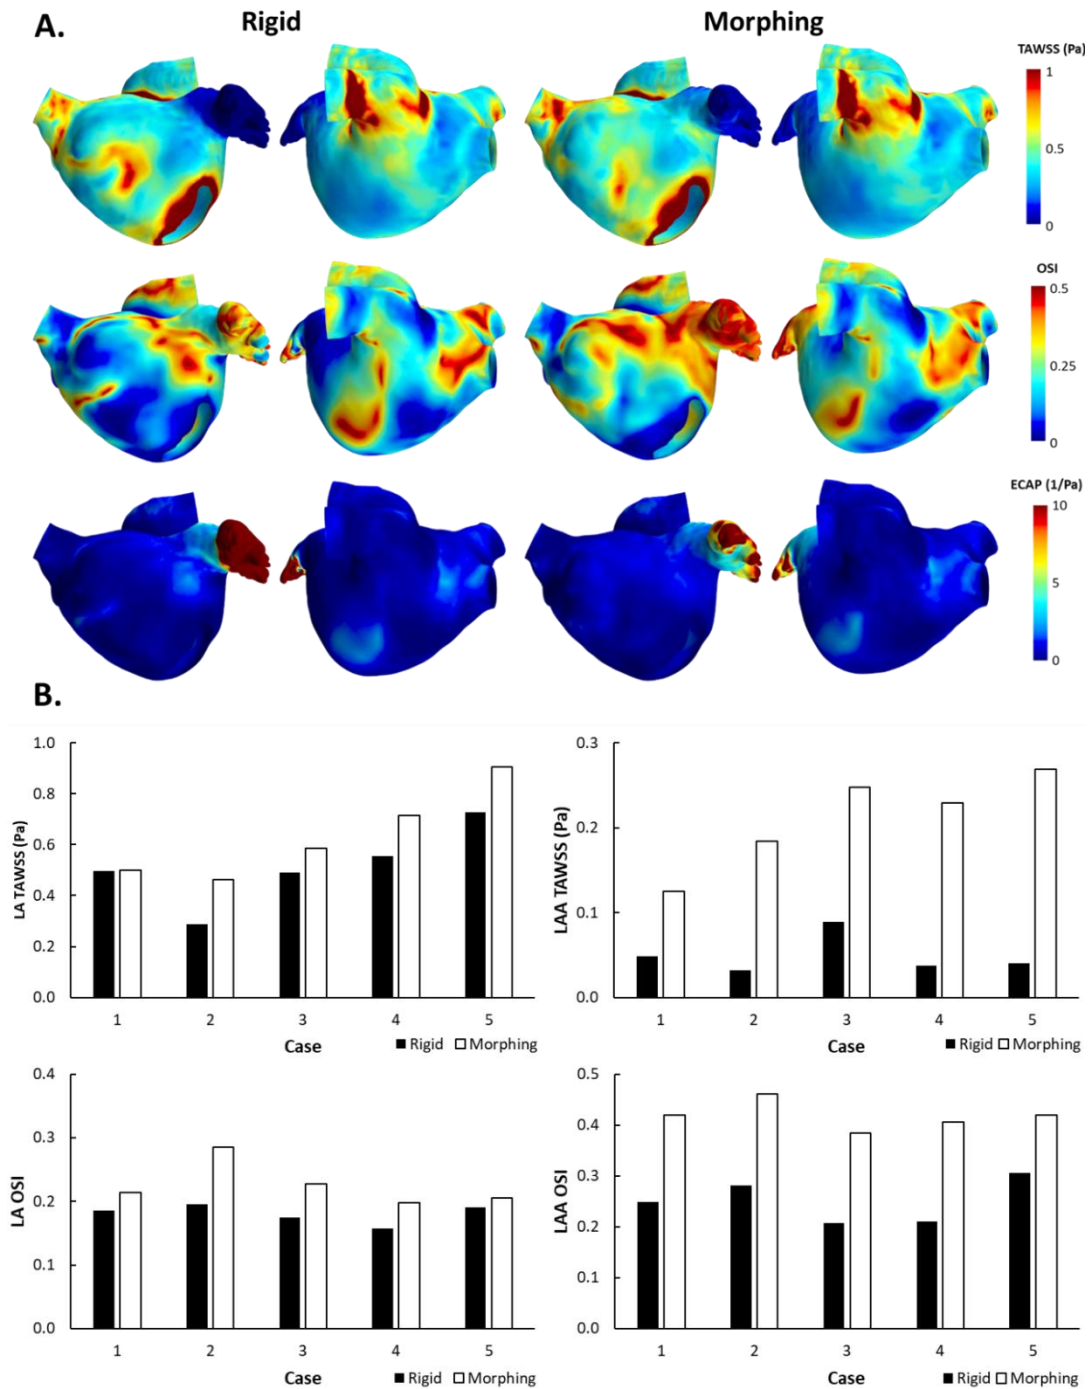 A.
Rigid
Morphing
TAWSS (Pa)
1
0.5
0
OSI
0.5
0.25
0
ECAP (1/Pa)
10
5
0
B.
LA TAWSS (Pa)
1.0
0.8
0.6
0.4
0.2
0.0
1 2 3 4 5
Case
Rigid Morphing
LAA TAWSS (Pa)
0.3
0.2
0.1
0.0
1 2 3 4 5
Case
Rigid Morphing
LA OSI
0.4
0.3
0.2
0.1
0.0
1 2 3 4 5
Case
Rigid Morphing
LAA OSI
0.5
0.4
0.3
0.2
0.1
0.0
1 2 3 4 5
Case
Rigid Morphing